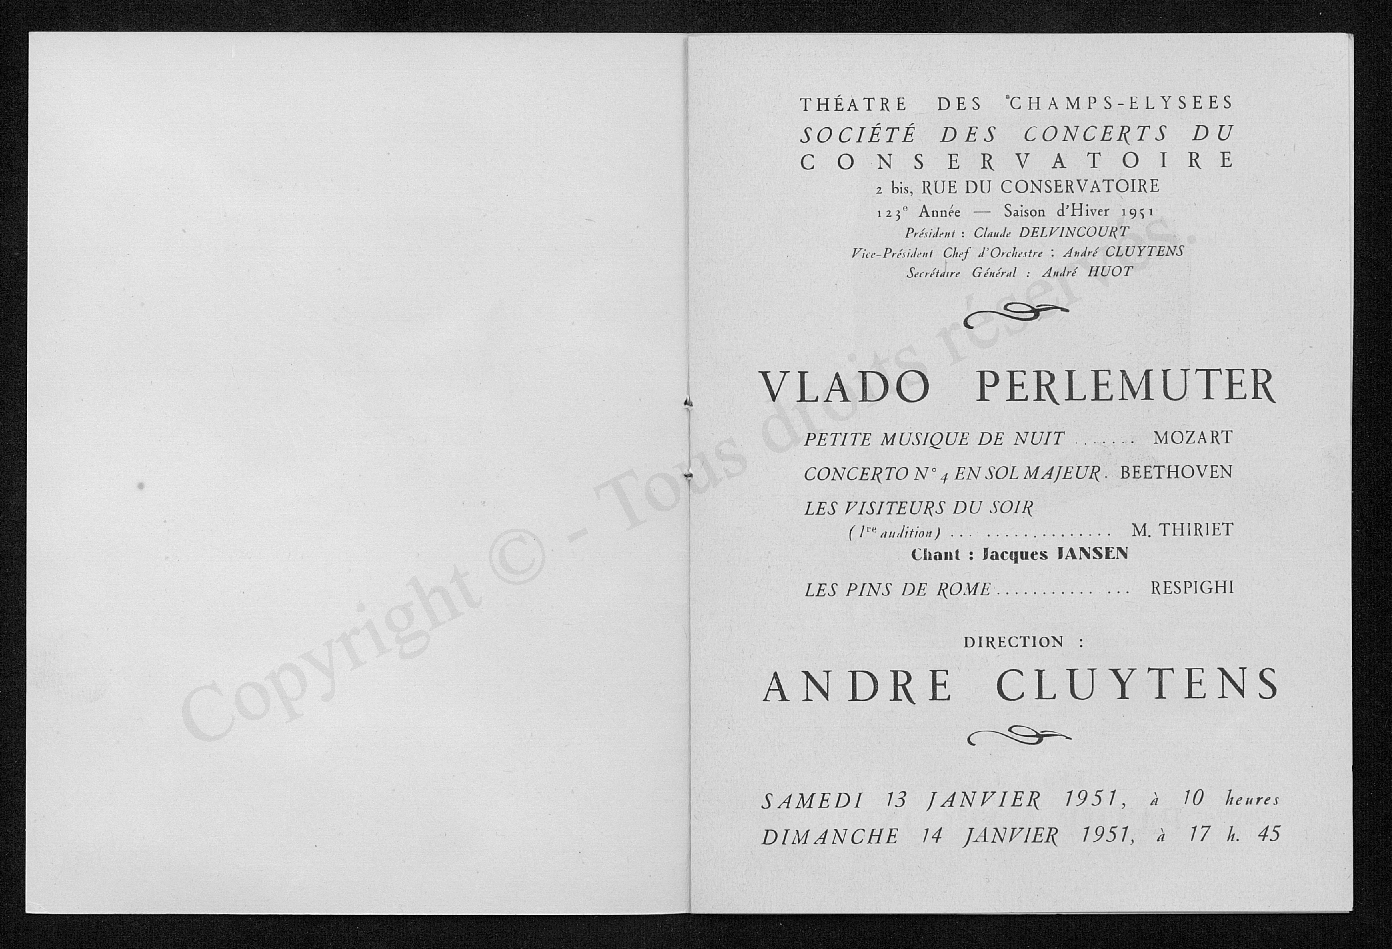 THÉATRE DES CHAMPS-ELYSEES
SOCIÉTÉ DES CONCERTS DU
CONSERVATOIRE
2 bis, RUE DU CONSERVATOIRE
123e Année — Saison d'Hiver 1951
Président : Claude DELVINCOURT
Vice-Président Chef d'Orchestre : André CLUYTENS
Secrétaire Général : André HUOT
VLADO PERLEMUTER
PETITE MUSIQUE DE NUIT ....... MOZART
CONCERTO N° 4 EN SOL MAJEUR . BEETHOVEN
LES VISITEURS DU SOIR
(1re audition) ... ............... M. THIRIET
Chant : Jacques JANSEN
LES PINS DE ROME ........... ... RESPIGHI
DIRECTION :
ANDRE CLUYTENS
SAMEDI 13 JANVIER 1951, à 10 heures
DIMANCHE 14 JANVIER 1951, à 17 h. 45
Copyright © - Tous droits réservés.